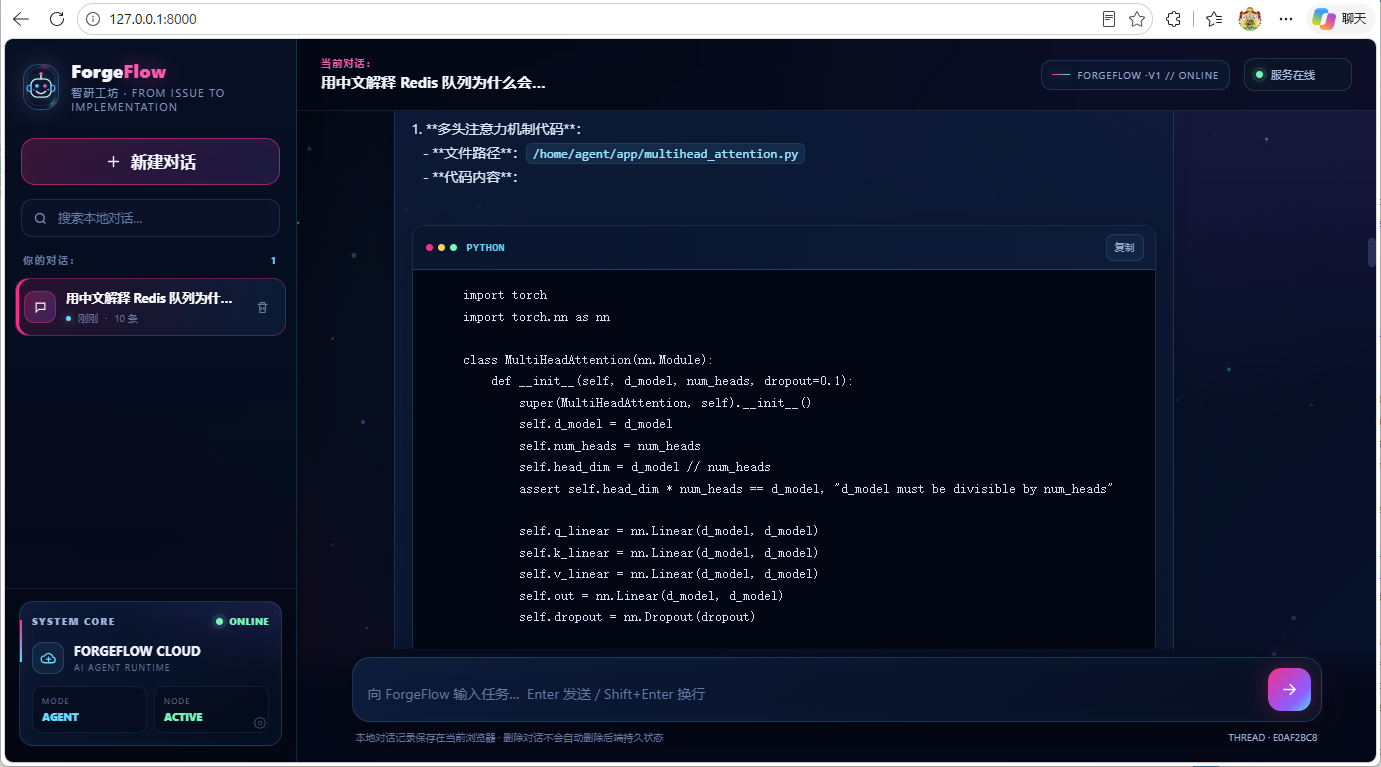 127.0.0.1:8000
聊天
ForgeFlow
智研工坊 · FROM ISSUE TO
IMPLEMENTATION
+ 新建对话
搜索本地对话...
你的对话：
1
用中文解释 Redis 队列为什...
刚刚 · 10 条
SYSTEM CORE
ONLINE
FORGEFLOW CLOUD
AI AGENT RUNTIME
MODE
AGENT
NODE
ACTIVE
当前对话：
用中文解释 Redis 队列为什么会...
FORGEFLOW ·V1 // ONLINE
服务在线
1. **多头注意力机制代码**：
- **文件路径**： /home/agent/app/multihead_attention.py
- **代码内容**：
PYTHON
复制
import torch
import torch.nn as nn
class MultiHeadAttention(nn.Module):
def __init__(self, d_model, num_heads, dropout=0.1):
super(MultiHeadAttention, self).__init__()
self.d_model = d_model
self.num_heads = num_heads
self.head_dim = d_model // num_heads
assert self.head_dim * num_heads == d_model, "d_model must be divisible by num_heads"
self.q_linear = nn.Linear(d_model, d_model)
self.k_linear = nn.Linear(d_model, d_model)
self.v_linear = nn.Linear(d_model, d_model)
self.out = nn.Linear(d_model, d_model)
self.dropout = nn.Dropout(dropout)
向 ForgeFlow 输入任务... Enter 发送 / Shift+Enter 换行
本地对话记录保存在当前浏览器 · 删除对话不会自动删除后端持久状态
THREAD · E0AF2BC8